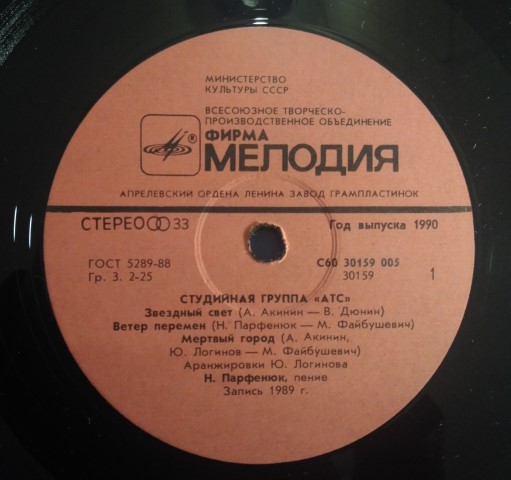 МИНИСТЕРСТВО
КУЛЬТУРЫ СССР
ВСЕСОЮЗНОЕ ТВОРЧЕСКО-
ПРОИЗВОДСТВЕННОЕ ОБЪЕДИНЕНИЕ
ФИРМА
® МЕЛОДИЯ
АПРЕЛЕВСКИЙ ОРДЕНА ЛЕНИНА ЗАВОД ГРАМПЛАСТИНОК
СТЕРЕО 33 Год выпуска 1990
ГОСТ 5289-88 С60 30159 005
Гр. 3. 2-25 30159 1
СТУДИЙНАЯ ГРУППА «АТС»
Звездный свет (А. Акинин — В. Дюнин)
Ветер перемен (Н. Парфенюк — М. Файбушевич)
Мертвый город (А. Акинин,
Ю. Логинов — М. Файбушевич)
Аранжировки Ю. Логинова
Н. Парфенюк, пение
Запись 1989 г.